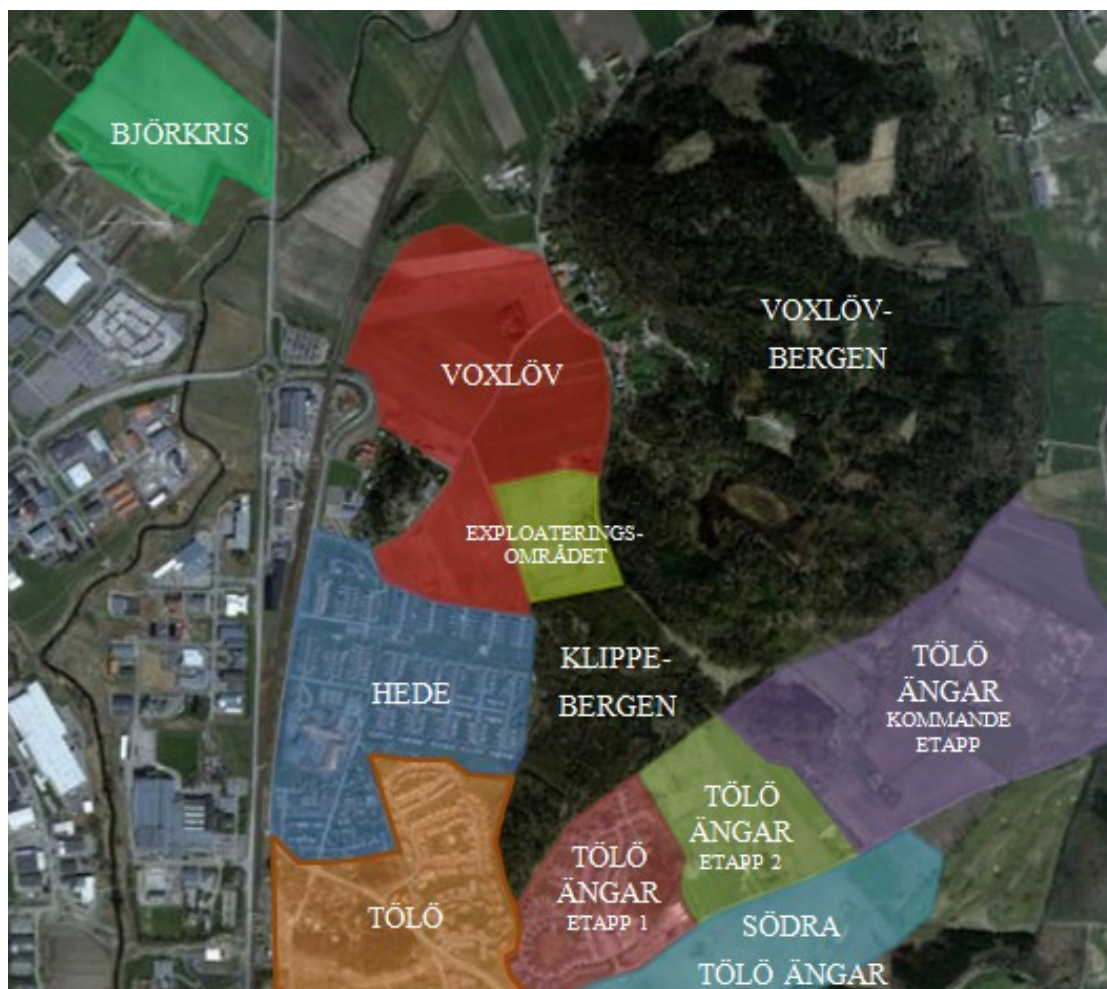 BJÖRKRIS
VOXLÖV-
BERGEN
VOXLÖV
EXPLOATERINGS-
OMRÅDET
KLIPPE-
BERGEN
TÖLÖ
ÄNGAR
KOMMANDE
ETAPP
HEDE
TÖLÖ
ÄNGAR
ETAPP 2
TÖLÖ
ÄNGAR
ETAPP 1
TÖLÖ
SÖDRA
TÖLÖ ÄNGAR